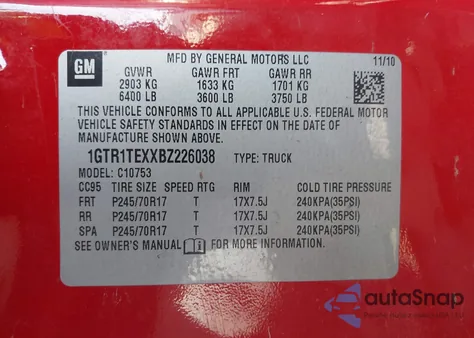 GM
MFD BY GENERAL MOTORS LLC
11/10
GVWR GAWR FRT GAWR RR
2903 KG 1633 KG 1701 KG
6400 LB 3600 LB 3750 LB
THIS VEHICLE CONFORMS TO ALL APPLICABLE U.S. FEDERAL MOTOR
VEHICLE SAFETY STANDARDS IN EFFECT ON THE DATE OF
MANUFACTURE SHOWN ABOVE.
1GTR1TEXXBZ226038 TYPE: TRUCK
MODEL: C10753
CC95 TIRE SIZE SPEED RTG RIM COLD TIRE PRESSURE
FRT P245/70R17 T 17X7.5J 240KPA(35PSI)
RR P245/70R17 T 17X7.5J 240KPA(35PSI)
SPA P245/70R17 T 17X7.5J 240KPA(35PSI)
SEE OWNER'S MANUAL FOR MORE INFORMATION.
autoSnap